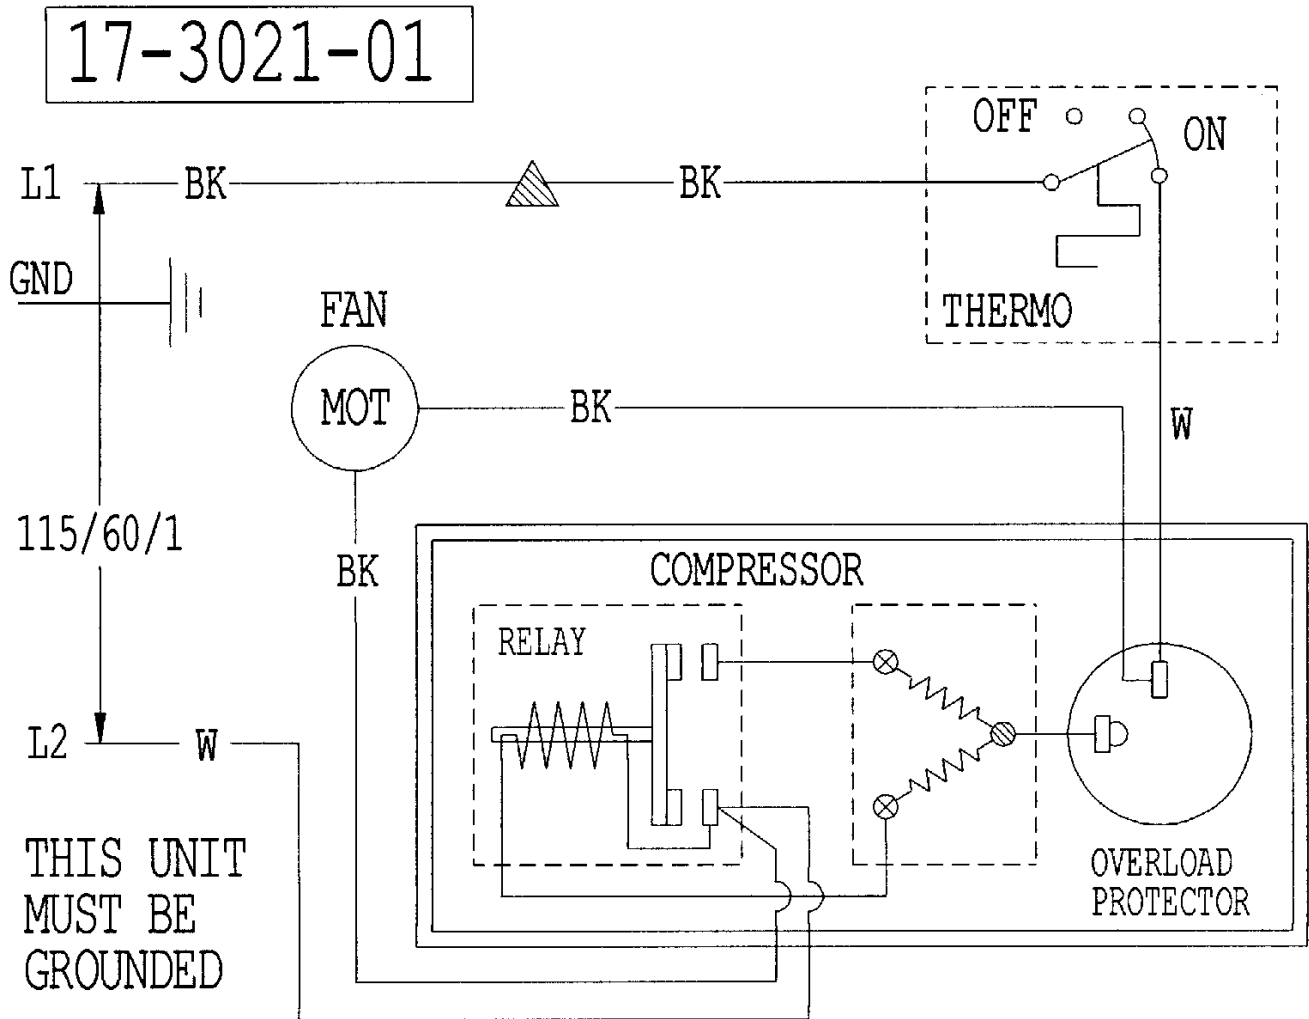 17-3021-01
OFF
ON
L1
BK
BK
GND
THERMO
FAN
MOT
BK
W
115/60/1
BK
COMPRESSOR
RELAY
L2
W
THIS UNIT
MUST BE
GROUNDED
OVERLOAD
PROTECTOR